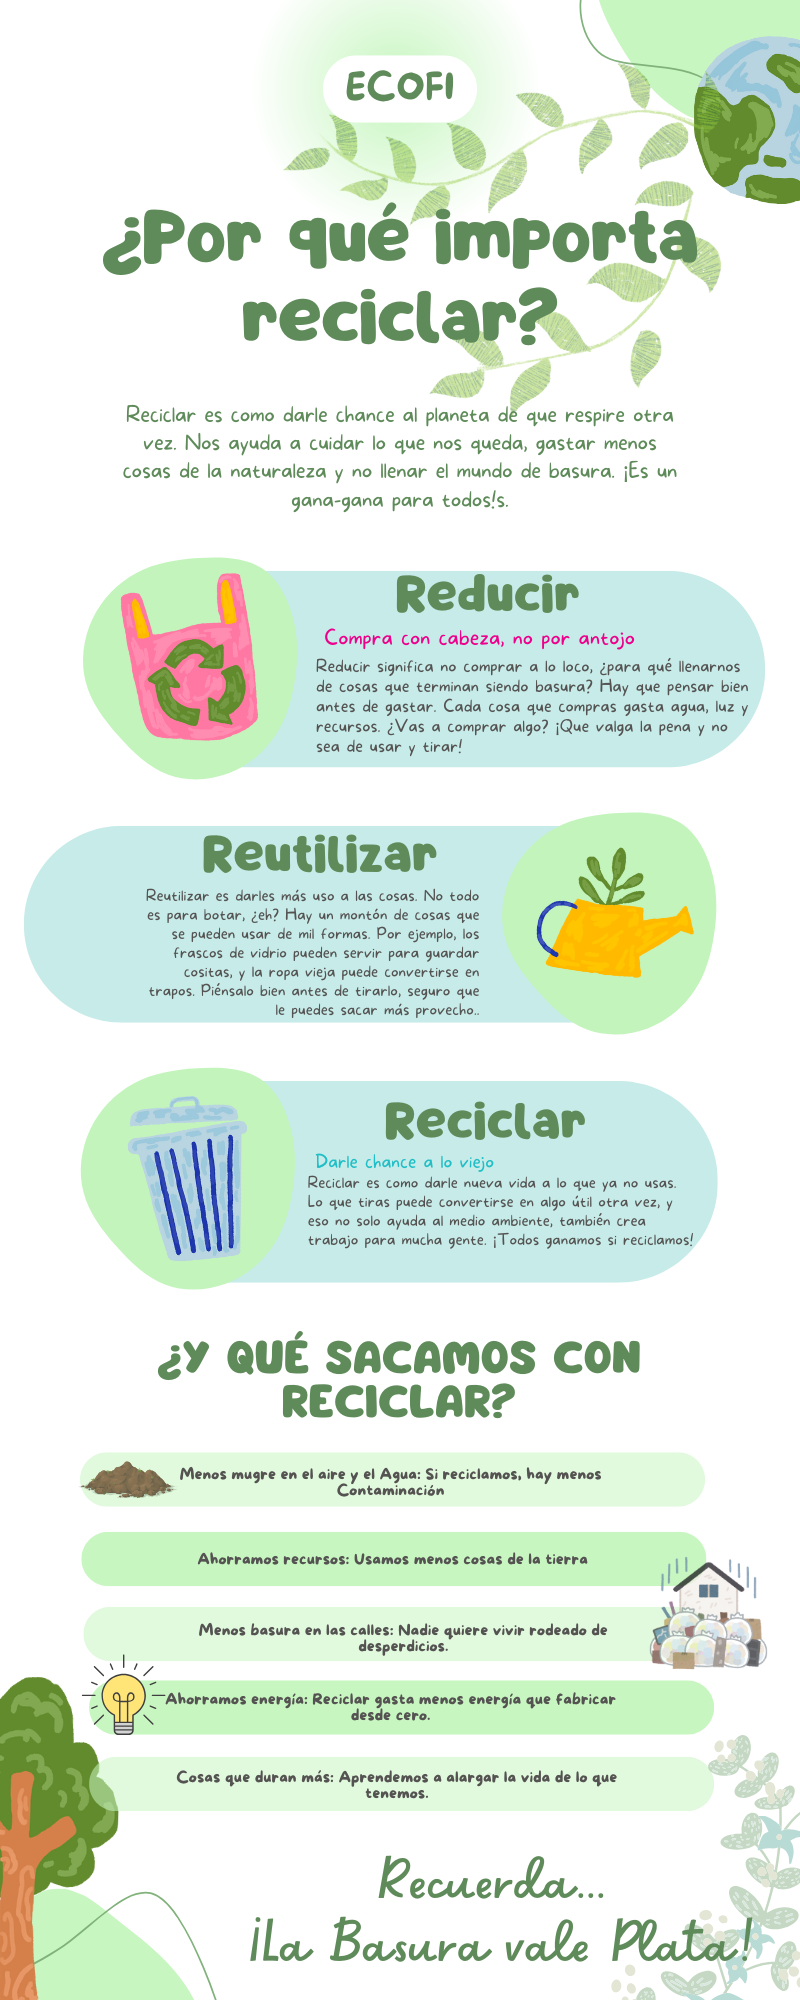 ECOFI
¿Por qué importa
reciclar?
Reciclar es como darle chance al planeta de que respire otra
vez. Nos ayuda a cuidar lo que nos queda, gastar menos
cosas de la naturaleza y no llenar el mundo de basura. ¡Es un
gana-gana para todos!s.
Reducir
Compra con cabeza, no por antojo
Reducir significa no comprar a lo loco, ¿para qué llenarnos
de cosas que terminan siendo basura? Hay que pensar bien
antes de gastar. Cada cosa que compras gasta agua, luz y
recursos. ¿Vas a comprar algo? ¡Que valga la pena y no
sea de usar y tirar!
Reutilizar
Reutilizar es darles más uso a las cosas. No todo
es para botar, ¿eh? Hay un montón de cosas que
se pueden usar de mil formas. Por ejemplo, los
frascos de vidrio pueden servir para guardar
cositas, y la ropa vieja puede convertirse en
trapos. Piénsalo bien antes de tirarlo, seguro que
le puedes sacar más provecho..
Reciclar
Darle chance a lo viejo
Reciclar es como darle nueva vida a lo que ya no usas.
Lo que tiras puede convertirse en algo útil otra vez, y
eso no solo ayuda al medio ambiente, también crea
trabajo para mucha gente. ¡Todos ganamos si reciclamos!
¿Y QUÉ SACAMOS CON
RECICLAR?
Menos mugre en el aire y el Agua: Si reciclamos, hay menos
Contaminación
Ahorramos recursos: Usamos menos cosas de la tierra
Menos basura en las calles: Nadie quiere vivir rodeado de
desperdicios.
Ahorramos energía: Reciclar gasta menos energía que fabricar
desde cero.
Cosas que duran más: Aprendemos a alargar la vida de lo que
tenemos.
Recuerda...
¡La Basura vale Plata!